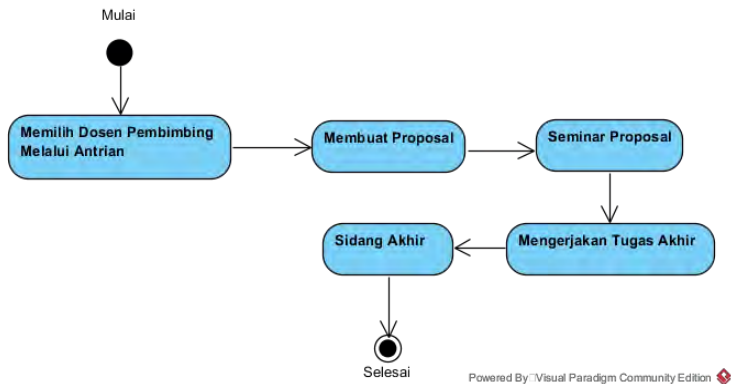 Mulai
Memilih Dosen Pembimbing
Melalui Antrian
Membuat Proposal
Seminar Proposal
Mengerjakan Tugas Akhir
Sidang Akhir
Selesai
Powered By Visual Paradigm Community Edition